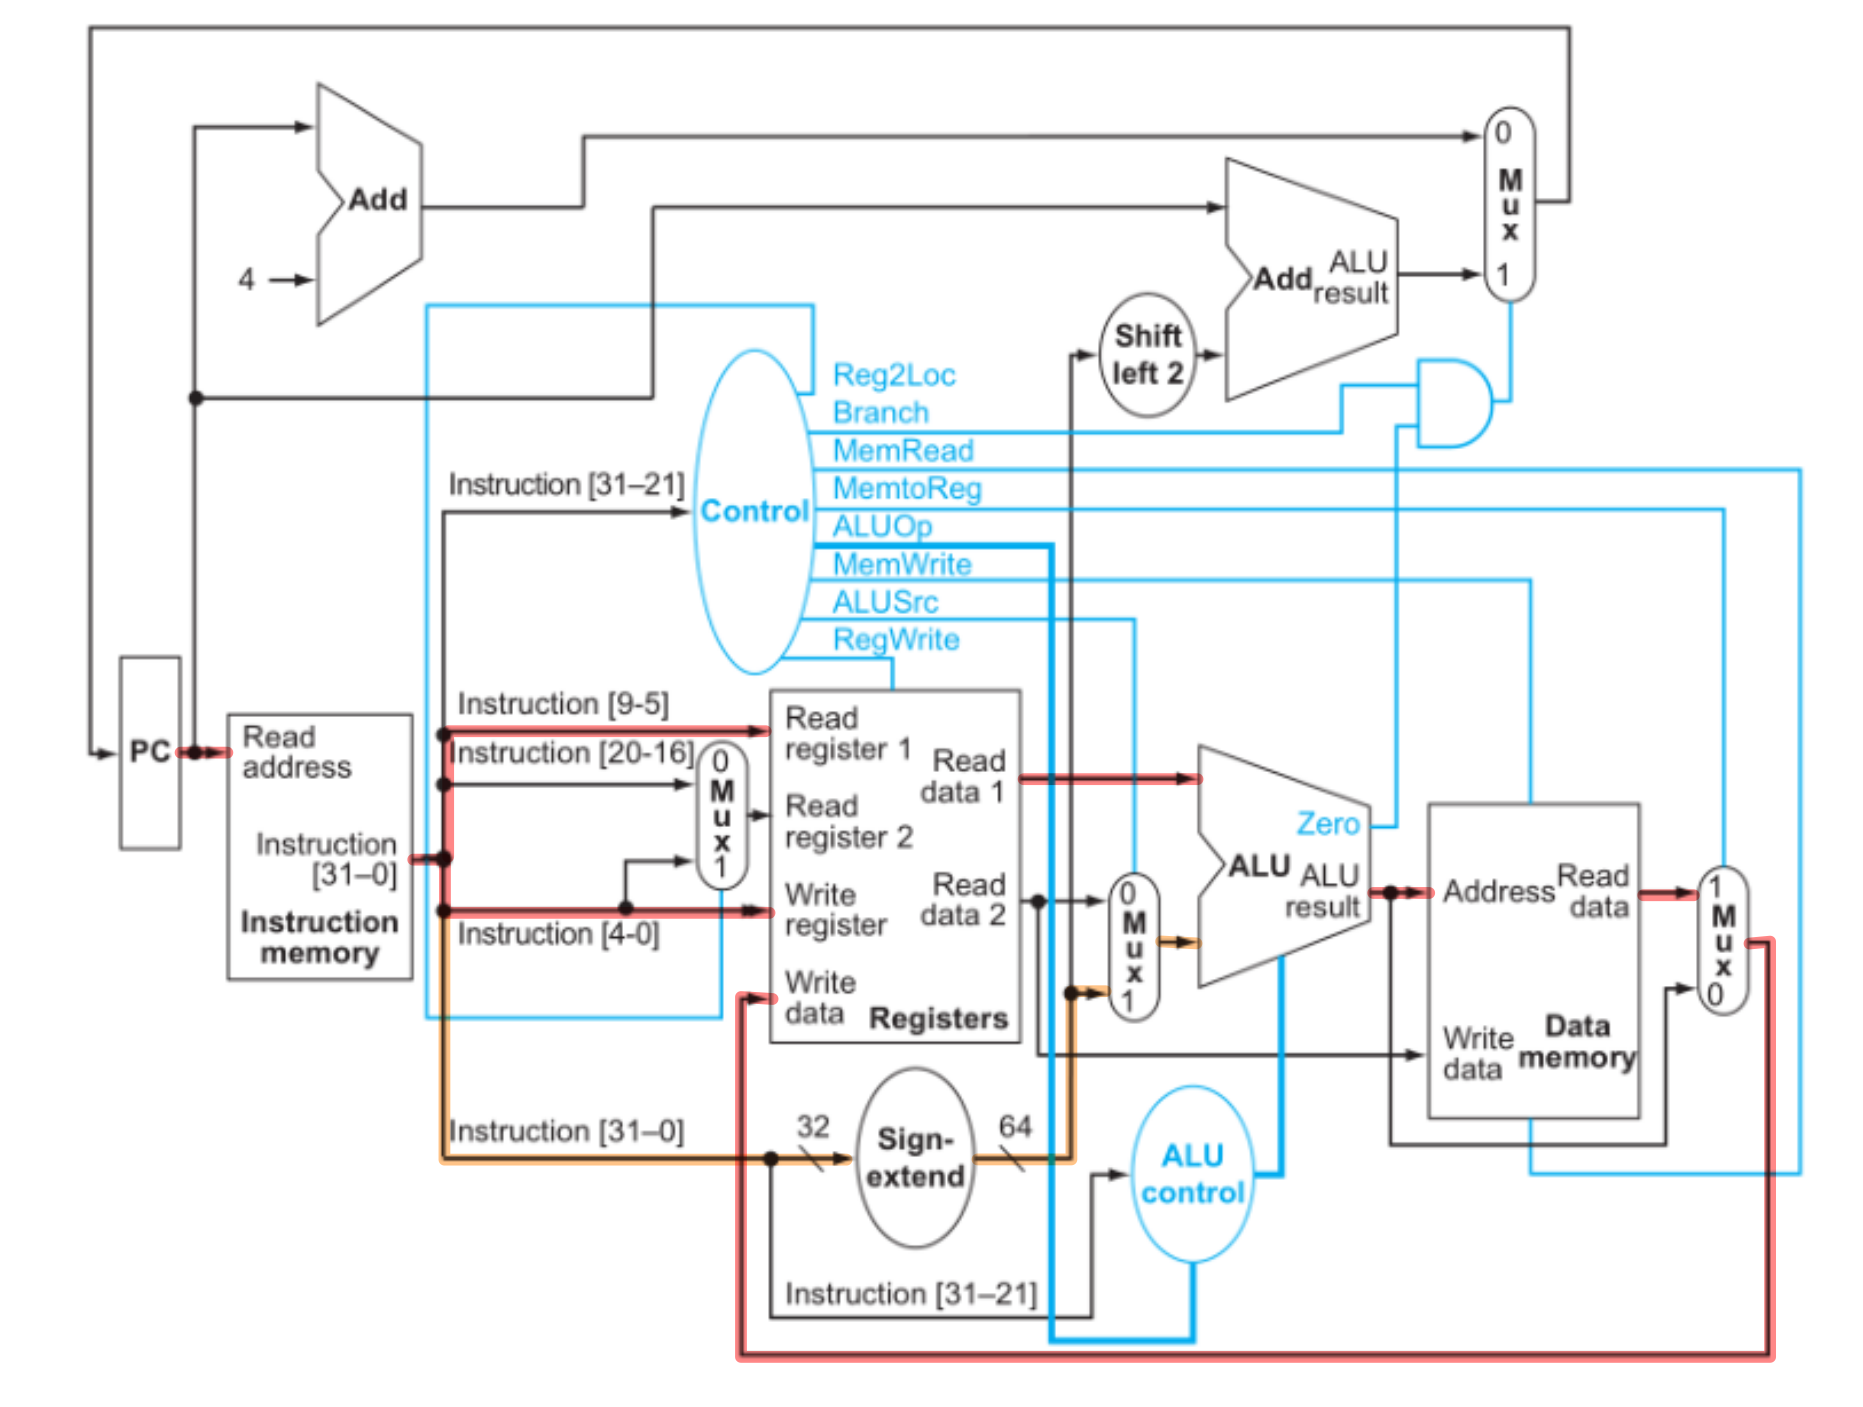 Add
4
0
Mux
1
Add
ALU
result
Shift
left 2
Reg2Loc
Branch
MemRead
MemtoReg
ALUOp
MemWrite
ALUSrc
RegWrite
Control
Instruction [31–21]
PC
Read
address
Instruction
[31–0]
Instruction
memory
Instruction [9-5]
Instruction [20-16]
Instruction [4-0]
Instruction [31–0]
0
Mux
1
Read
register 1
Read
register 2
Write
register
Write
data
Read
data 1
Read
data 2
Registers
0
Mux
1
Zero
ALU
ALU
result
Address
Read
data
Write
data
Data
memory
1
Mux
0
32
Sign-
extend
64
ALU
control
Instruction [31–21]